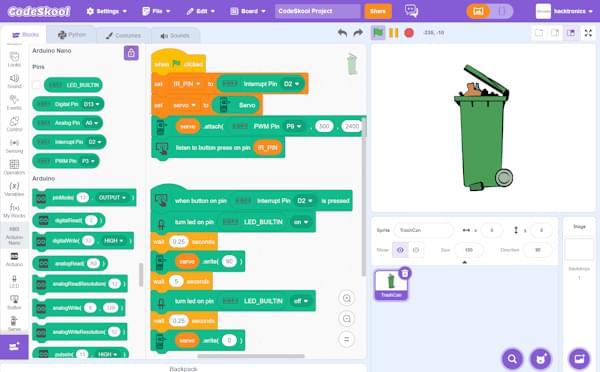 CodeSkool
Settings
File
Edit
Board
CodeSkool Project
Share
hacktronics
Blocks
Python
Costumes
Sounds
-235, -10
Looks
Sound
Events
Control
Sensing
Operators
Variables
My Blocks
Arduino Nano
Arduino
LED
Button
Servo
Arduino Nano
Pins
LED_BUILTIN
Digital Pin D13
Analog Pin A0
Interrupt Pin D2
PWM Pin P3
Arduino
pinMode( 13 , OUTPUT )
digitalRead( 2 )
digitalWrite( 13 , HIGH )
analogRead( A0 )
analogReadResolution( 12 )
analogWrite( 9 , 128 )
analogWriteResolution( 12 )
pulseIn( 11 , HIGH )
when clicked
set IR_PIN to Interrupt Pin D2
set servo to Servo
servo .attach( PWM Pin P9 , 500 , 2400
listen to button press on pin IR_PIN
when button on pin Interrupt Pin D2 is pressed
turn led on pin LED_BUILTIN on
wait 0.25 seconds
servo .write( 90 )
wait 5 seconds
turn led on pin LED_BUILTIN off
wait 0.25 seconds
servo .write( 0 )
Backpack
Sprite TrashCan x 0 y 0
Show Size 100 Direction 90
TrashCan
Stage
Backdrops
1